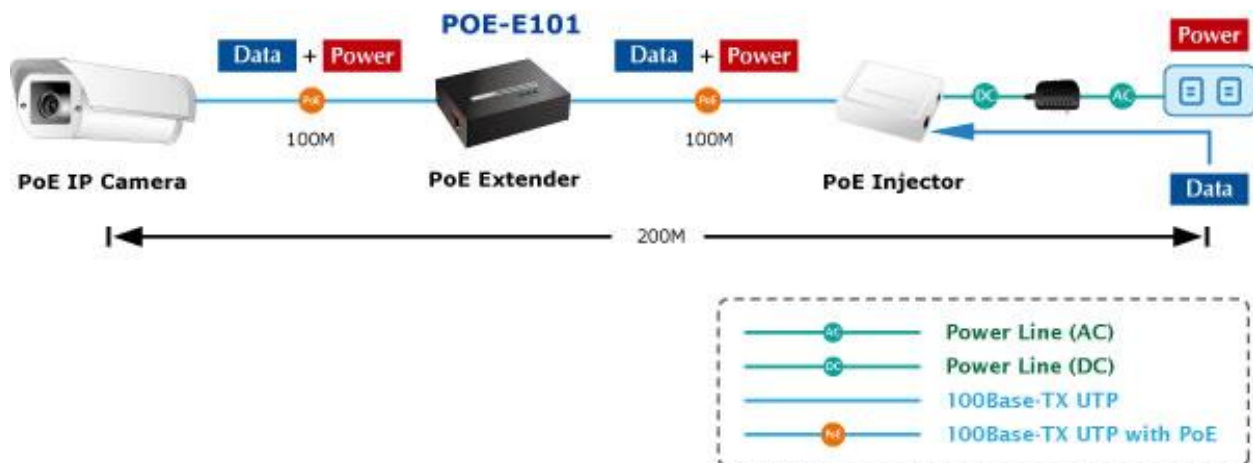 POE-E101
Data + Power
Data + Power
Power
PoE
PoE
DC
AC
100M
100M
PoE IP Camera
PoE Extender
PoE Injector
Data
200M
AC Power Line (AC)
DC Power Line (DC)
100Base-TX UTP
PoE 100Base-TX UTP with PoE